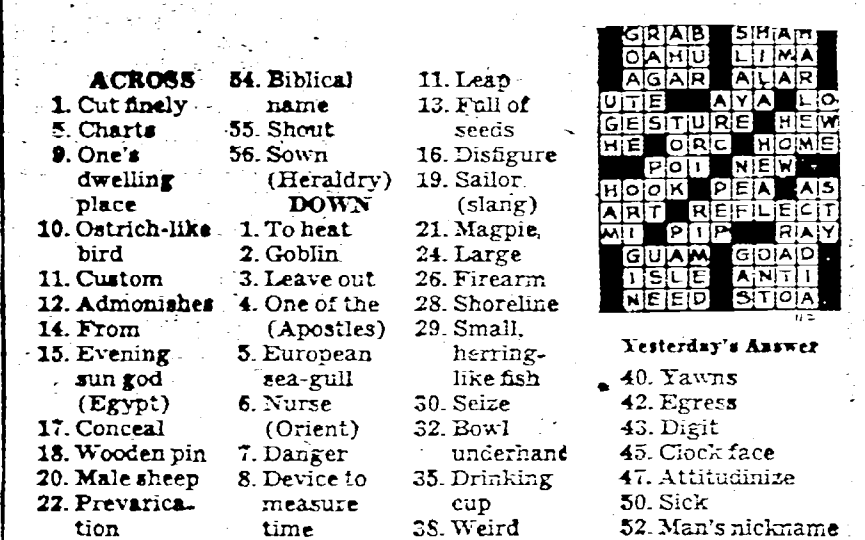 ACROSS
1. Cut finely
5. Charts
9. One's
dwelling
place
10. Ostrich-like
bird
11. Custom
12. Admonishes
14. From
15. Evening
sun god
(Egypt)
17. Conceal
18. Wooden pin
20. Male sheep
22. Prevarica-
tion
54. Biblical
name
55. Shout
56. Sown
(Heraldry)
DOWN
1. To heat
2. Goblin
3. Leave out
4. One of the
(Apostles)
5. European
sea-gull
6. Nurse
(Orient)
7. Danger
8. Device to
measure
time
11. Leap
13. Full of
seeds
16. Disfigure
19. Sailor
(slang)
21. Magpie
24. Large
26. Firearm
28. Shoreline
29. Small,
herring-
like fish
30. Seize
32. Bowl
underhand
35. Drinking
cup
38. Weird
GRAB SHAM
OAHU LIMA
AGAR ALAR
UTE AYA LO
GESTURE HEW
HE ORC HOME
POI NEW
HOOK PEA AS
ART REFLECT
MI PIP RAY
GUAM GOAD
ISLE ANTI
NEED STOA
Yesterday's Answer
40. Yawns
42. Egress
43. Digit
45. Clock face
47. Attitudinize
50. Sick
52. Man's nickname